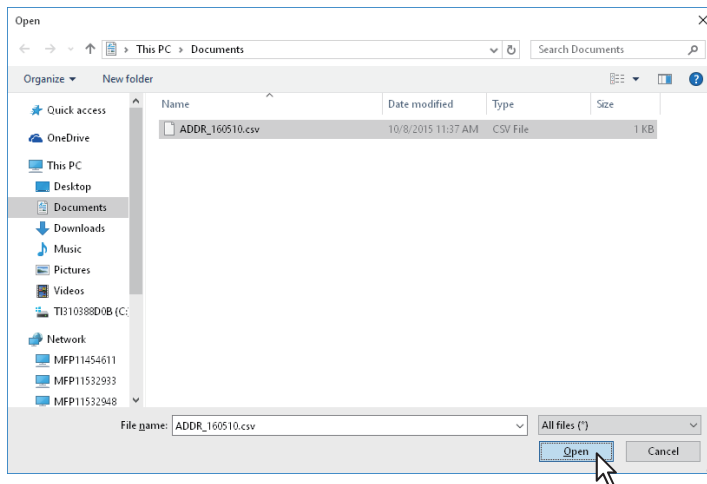 Open
This PC > Documents
Search Documents
Organize
New folder
Name
Date modified
Type
Size
Quick access
ADDR_160510.csv
10/8/2015 11:37 AM
CSV File
1 KB
OneDrive
This PC
Desktop
Documents
Downloads
Music
Pictures
Videos
TI310388D0B (C:)
Network
MFP11454611
MFP11532933
MFP11532948
File name: ADDR_160510.csv
All files (*)
Open
Cancel